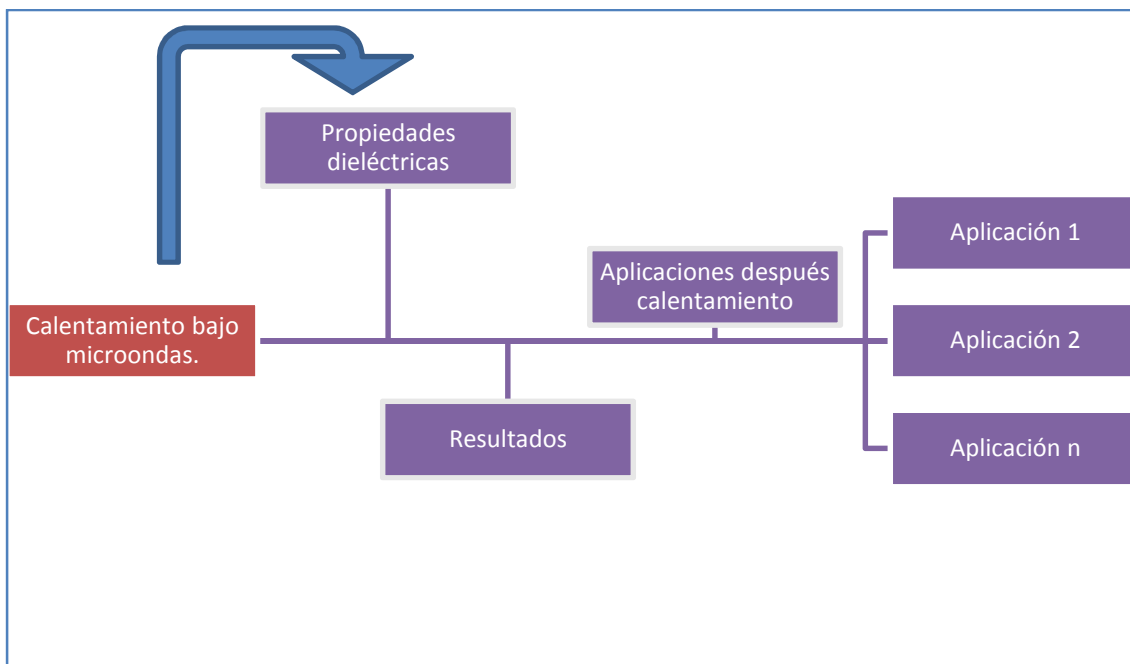 Propiedades
dieléctricas
Aplicación 1
Aplicaciones después
calentamiento
Calentamiento bajo
microondas.
Aplicación 2
Resultados
Aplicación n